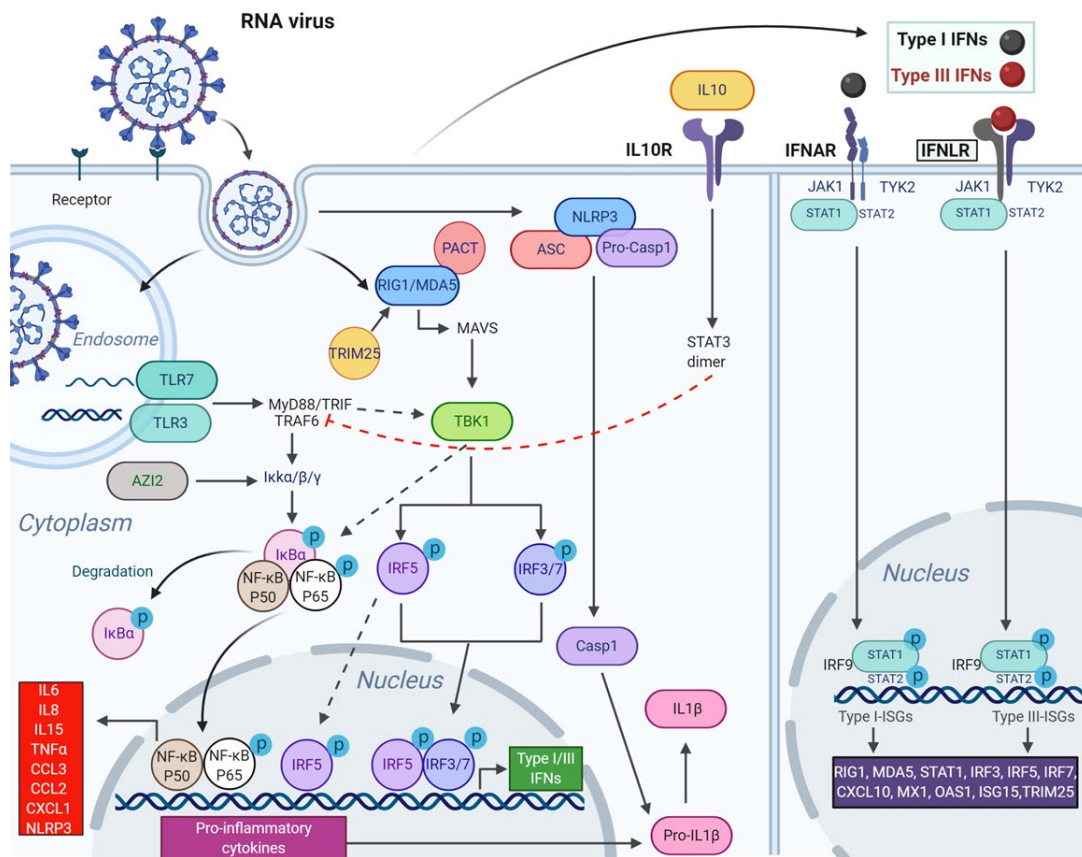 RNA virus
Type I IFNs
Type III IFNs
IL10
IL10R
IFNAR
IFNLR
Receptor
JAK1
TYK2
STAT1
STAT2
JAK1
TYK2
STAT1
STAT2
NLRP3
ASC
Pro-Casp1
PACT
RIG1/MDA5
TRIM25
MAVS
STAT3
dimer
Endosome
TLR7
TLR3
MyD88/TRIF
TRAF6
TBK1
AZI2
Ikkα/β/γ
Cytoplasm
Degradation
IκBα
p
NF-κB
P50
NF-κB
P65
p
IκBα
p
IRF5
p
IRF3/7
p
Casp1
Nucleus
IL6
IL8
IL15
TNFα
CCL3
CCL2
CXCL1
NLRP3
NF-κB
P50
NF-κB
P65
p
IRF5
p
IRF5
p
IRF3/7
p
Type I/III
IFNs
Pro-inflammatory
cytokines
IL1β
Pro-IL1β
Nucleus
IRF9
STAT1
p
STAT2
p
IRF9
STAT1
p
STAT2
p
Type I-ISGs
Type III-ISGs
RIG1, MDA5, STAT1, IRF3, IRF5, IRF7,
CXCL10, MX1, OAS1, ISG15,TRIM25